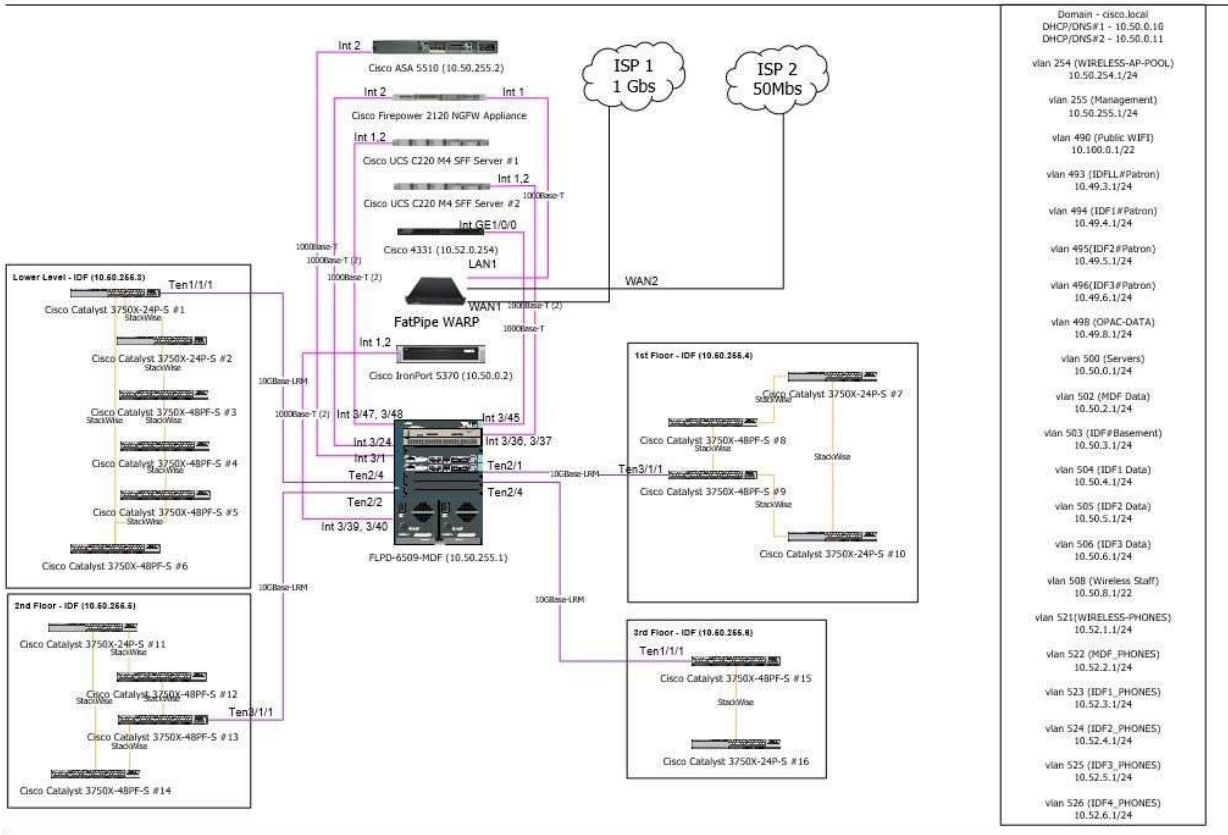 Int 2
Cisco ASA 5510 (10.50.255.2)
Int 2
Int 1
Cisco Firepower 2120 NGFW Appliance
Int 1,2
Cisco UCS C220 M4 SFF Server #1
Int 1,2
1000Base-T
Cisco UCS C220 M4 SFF Server #2
Int GE1/0/0
1000Base-T
Cisco 4331 (10.52.0.254)
1000Base-T (2)
LAN1
1000Base-T (2)
WAN2
WAN1
1000Base-T (2)
FatPipe WARP
1000Base-T
Int 1,2
Cisco IronPort S370 (10.50.0.2)
10GBase-LRM
1000Base-T (2)
Int 3/47, 3/48
Int 3/45
Int 3/24
Int 3/36, 3/37
Int 3/1
Ten2/4
Ten2/1
10GBase-LRM
Ten3/1/1
Ten2/2
Ten2/4
Int 3/39, 3/40
FLPD-6509-MDF (10.50.255.1)
10GBase-LRM
10GBase-LRM
ISP 1
1 Gbs
ISP 2
50Mbs
Ten1/1/1
Cisco Catalyst 3750X-24P-S #1
StackWise
Cisco Catalyst 3750X-24P-S #2
StackWise
Cisco Catalyst 3750X-48PF-S #3
StackWise
StackWise
Cisco Catalyst 3750X-48PF-S #4
StackWise
Cisco Catalyst 3750X-48PF-S #5
StackWise
Cisco Catalyst 3750X-48PF-S #6
Cisco Catalyst 3750X-24P-S #11
StackWise
Cisco Catalyst 3750X-48PF-S #12
StackWise
StackWise
Ten3/1/1
Cisco Catalyst 3750X-48PF-S #13
StackWise
Cisco Catalyst 3750X-48PF-S #14
Cisco Catalyst 3750X-24P-S #7
StackWise
Cisco Catalyst 3750X-48PF-S #8
StackWise
StackWise
Cisco Catalyst 3750X-48PF-S #9
Cisco Catalyst 3750X-24P-S #10
Ten1/1/1
Cisco Catalyst 3750X-48PF-S #15
StackWise
Cisco Catalyst 3750X-24P-S #16
Lower Level - IDF
1st Floor - IDF
2nd Floor - IDF
3rd Floor - IDF
Domain - cisco.local
DHCP/DNS#1 - 10.50.0.10
DHCP/DNS#2 - 10.50.0.11
vlan 254 (WIRELESS-AP-POOL)
10.50.254.1/24
vlan 255 (Management)
10.50.255.1/24
vlan 490 (Public WIFI)
10.100.0.1/22
vlan 493 (IDFLL#Patron)
10.49.3.1/24
vlan 494 (IDF1#Patron)
10.49.4.1/24
vlan 495(IDF2#Patron)
10.49.5.1/24
vlan 496(IDF3#Patron)
10.49.6.1/24
vlan 498 (OPAC-DATA)
10.49.8.1/24
vlan 500 (Servers)
10.50.0.1/24
vlan 502 (MDF Data)
10.50.2.1/24
vlan 503 (IDF#Basement)
10.50.3.1/24
vlan 504 (IDF1 Data)
10.50.4.1/24
vlan 505 (IDF2 Data)
10.50.5.1/24
vlan 506 (IDF3 Data)
10.50.6.1/24
vlan 508 (Wireless Staff)
10.50.8.1/22
vlan 521(WIRELESS-PHONES)
10.52.1.1/24
vlan 522 (MDF_PHONES)
10.52.2.1/24
vlan 523 (IDF1_PHONES)
10.52.3.1/24
vlan 524 (IDF2_PHONES)
10.52.4.1/24
vlan 525 (IDF3_PHONES)
10.52.5.1/24
vlan 526 (IDF4_PHONES)
10.52.6.1/24